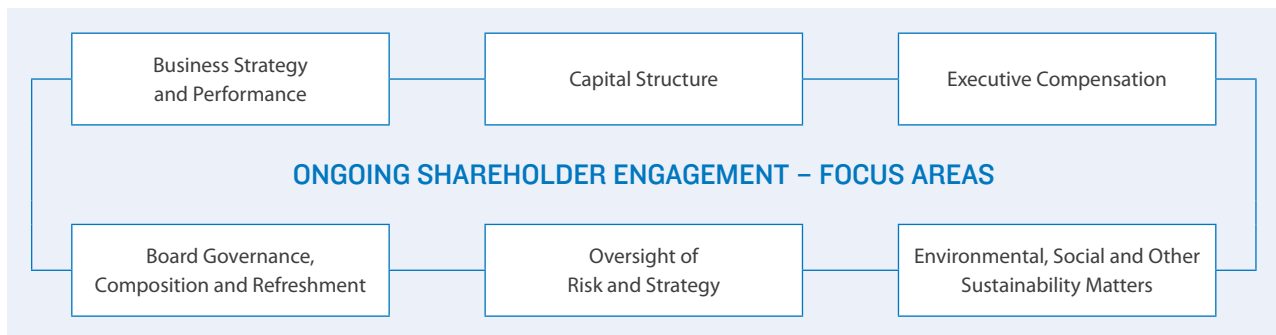 Business Strategy
and Performance
Capital Structure
Executive Compensation
ONGOING SHAREHOLDER ENGAGEMENT – FOCUS AREAS
Board Governance,
Composition and Refreshment
Oversight of
Risk and Strategy
Environmental, Social and Other
Sustainability Matters